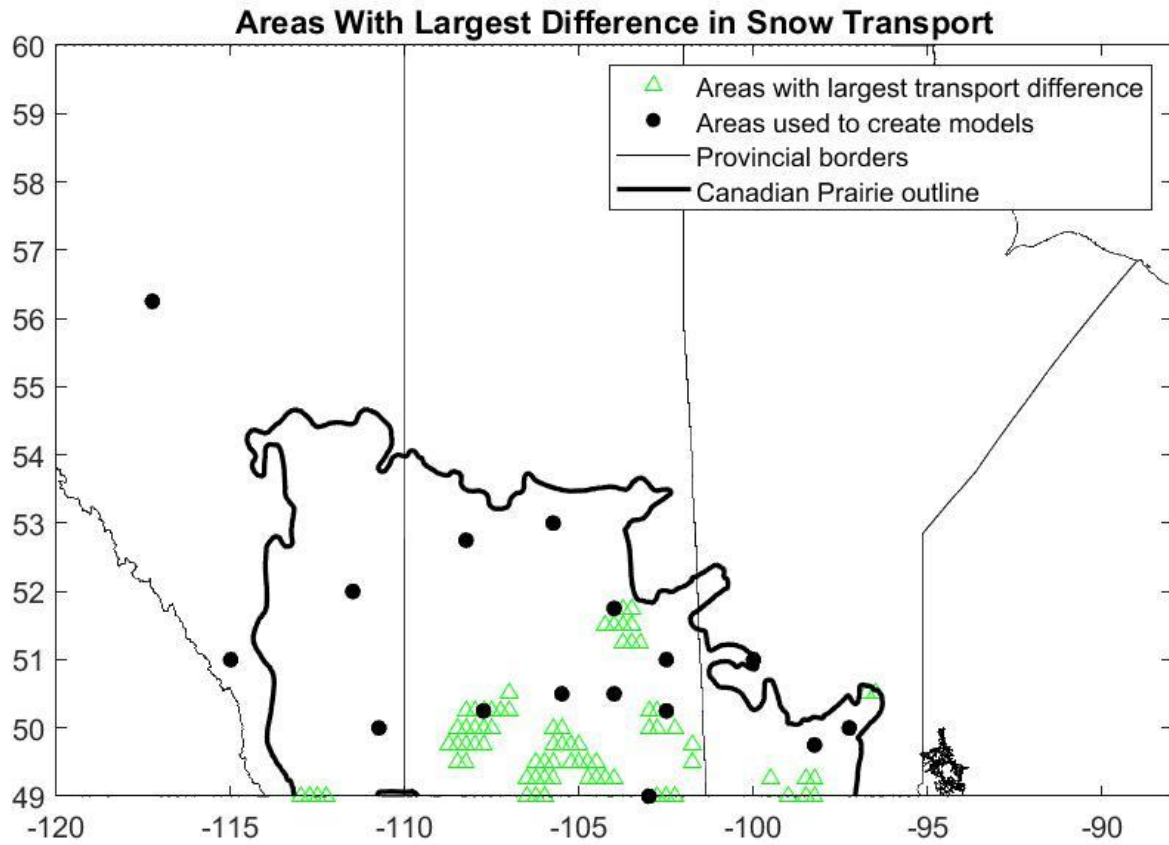 Areas With Largest Difference in Snow Transport
60
59
58
57
56
55
54
53
52
51
50
49
Areas with largest transport difference
Areas used to create models
Provincial borders
Canadian Prairie outline
-120 -115 -110 -105 -100 -95 -90